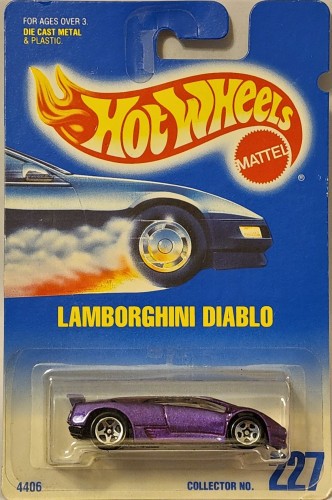 FOR AGES OVER 3.
DIE CAST METAL
& PLASTIC.
HOT WHEELS
MATTEL
®
LAMBORGHINI DIABLO
4406
COLLECTOR NO. 227